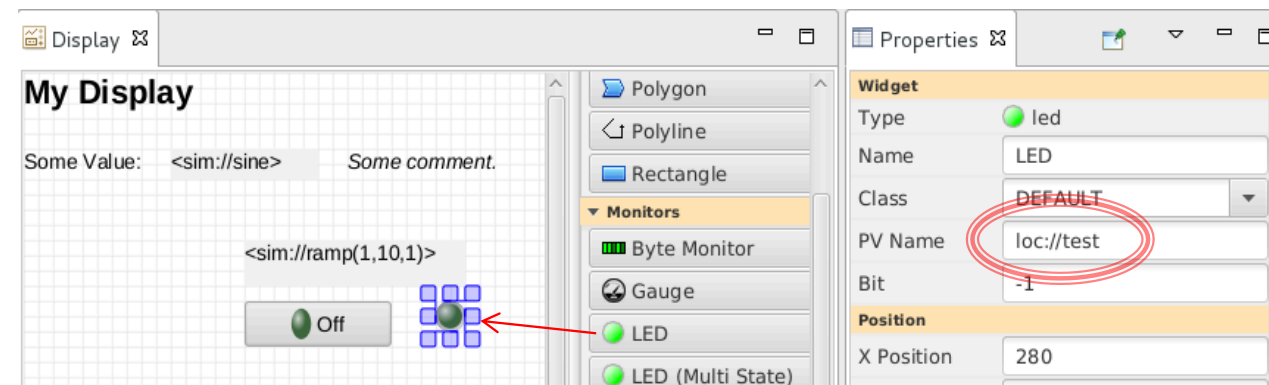 Display
My Display
Some Value: <sim://sine> Some comment.
<sim://ramp(1,10,1)>
Off
Polygon
Polyline
Rectangle
Monitors
Byte Monitor
Gauge
LED
LED (Multi State)
Properties
Widget
Type led
Name LED
Class DEFAULT
PV Name loc://test
Bit -1
Position
X Position 280